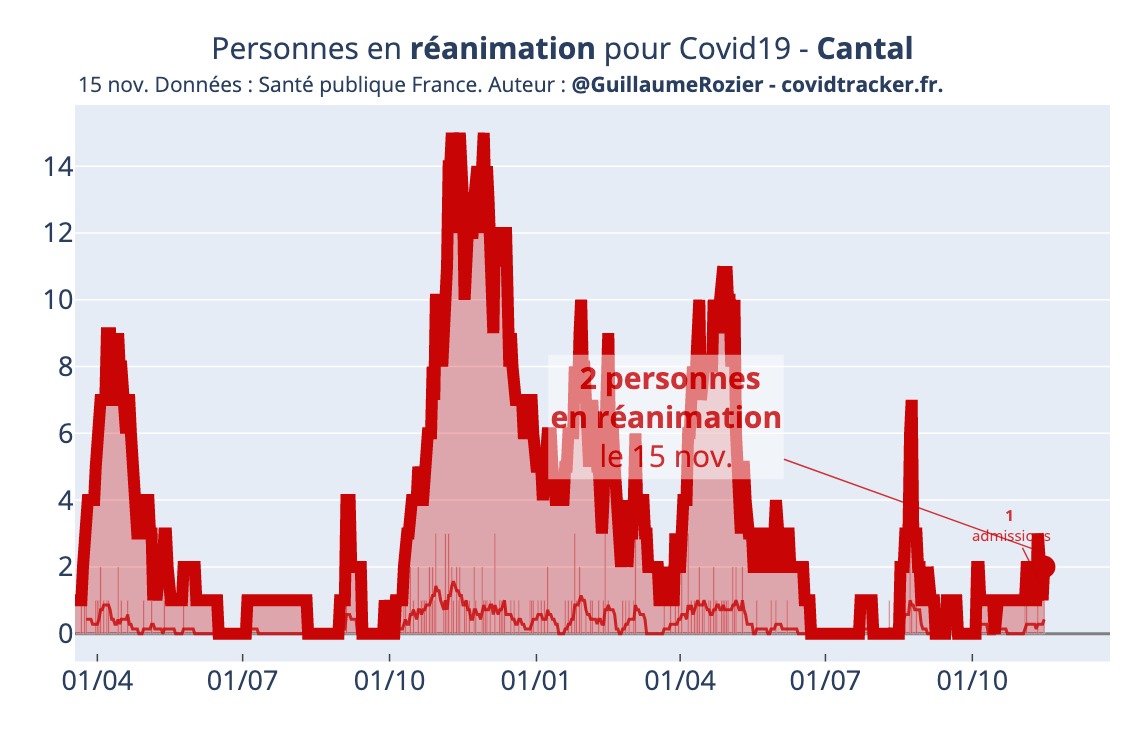 Personnes en réanimation pour Covid19 - Cantal
15 nov. Données : Santé publique France. Auteur : @GuillaumeRozier - covidtracker.fr.
14
12
10
8
6
4
2
0
2 personnes
en réanimation
le 15 nov.
1
admissions
01/04
01/07
01/10
01/01
01/04
01/07
01/10